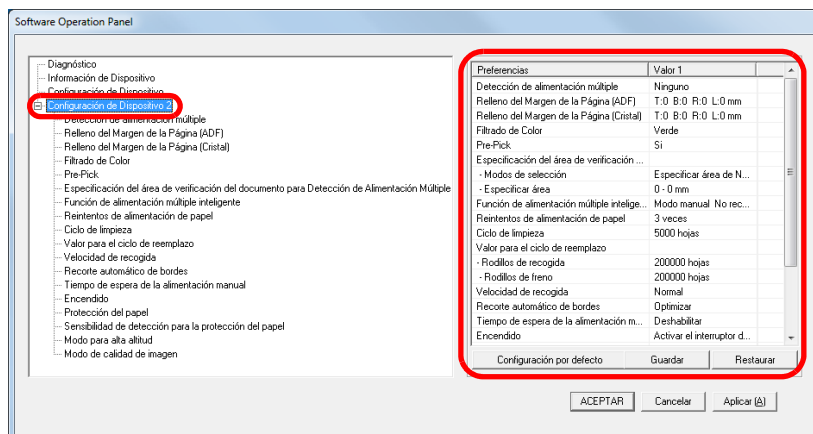 Software Operation Panel
Diagnóstico
Información de Dispositivo
Configuración de Dispositivo
Configuración de Dispositivo 2
Detección de alimentación múltiple
Relleno del Margen de la Página (ADF)
Relleno del Margen de la Página (Cristal)
Filtrado de Color
Pre-Pick
Especificación del área de verificación del documento para Detección de Alimentación Múltiple
Función de alimentación múltiple inteligente
Reintentos de alimentación de papel
Ciclo de limpieza
Valor para el ciclo de reemplazo
Velocidad de recogida
Recorte automático de bordes
Tiempo de espera de la alimentación manual
Encendido
Protección del papel
Sensibilidad de detección para la protección del papel
Modo para alta altitud
Modo de calidad de imagen
Preferencias Valor 1
Detección de alimentación múltiple Ninguno
Relleno del Margen de la Página (ADF) T:0 B:0 R:0 L:0 mm
Relleno del Margen de la Página (Cristal) T:0 B:0 R:0 L:0 mm
Filtrado de Color Verde
Pre-Pick Si
Especificación del área de verificación ...
- Modos de selección Especificar área de N...
- Especificar área 0 - 0 mm
Función de alimentación múltiple intelige... Modo manual No rec...
Reintentos de alimentación de papel 3 veces
Ciclo de limpieza 5000 hojas
Valor para el ciclo de reemplazo
- Rodillos de recogida 200000 hojas
- Rodillos de freno 200000 hojas
Velocidad de recogida Normal
Recorte automático de bordes Optimizar
Tiempo de espera de la alimentación m... Deshabilitar
Encendido Activar el interruptor d...
Configuración por defecto Guardar Restaurar
ACEPTAR Cancelar Aplicar (A)